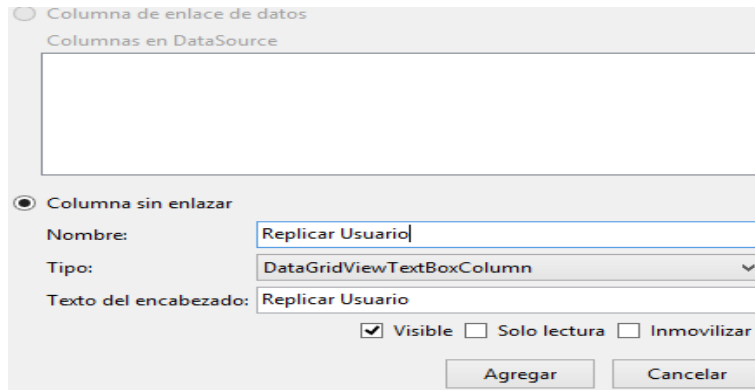 Columna de enlace de datos
Columnas en DataSource
Columna sin enlazar
Nombre: Replicar Usuario
Tipo: DataGridViewTextBoxColumn
Texto del encabezado: Replicar Usuario
Visible Solo lectura Inmovilizar
Agregar Cancelar